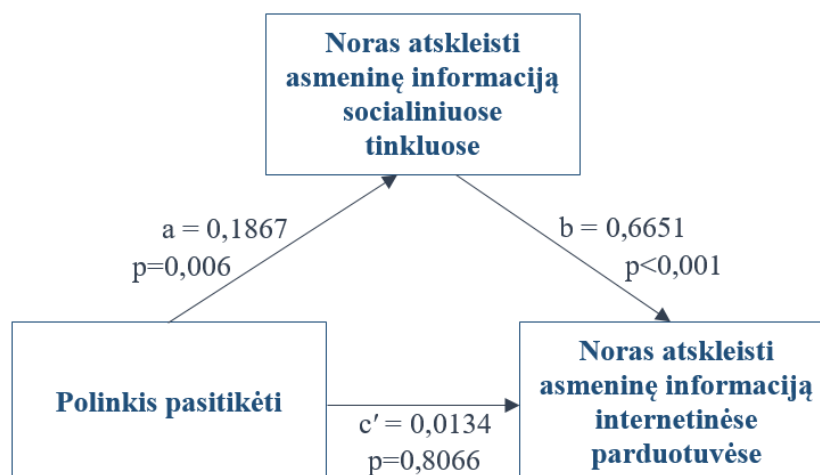 Noras atskleisti
asmeninę informaciją
socialiniuose
tinkluose
a = 0,1867
p=0,006
b = 0,6651
p<0,001
Polinkis pasitikėti
c′ = 0,0134
p=0,8066
Noras atskleisti
asmeninę informaciją
internetinėse
parduotuvėse